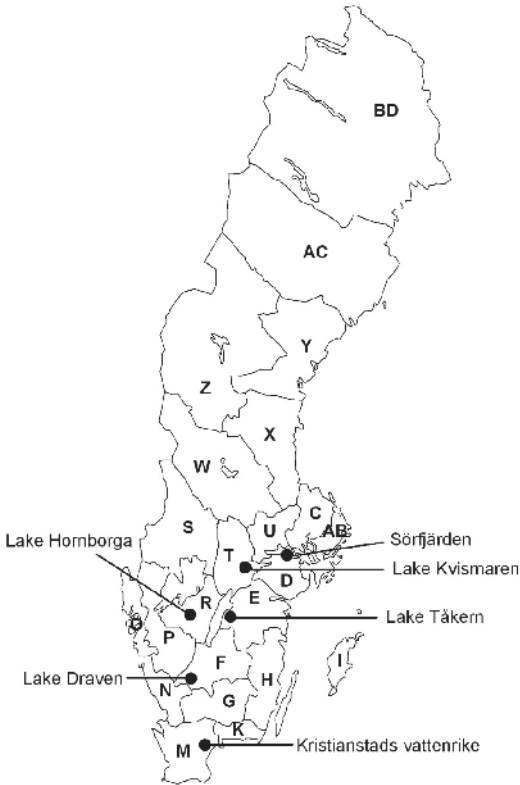 BD
AC
Y
Z
X
W
C
S
U
AB
Lake Hornborga
Sörfjärden
T
Lake Kvismaren
D
R
E
O
Lake Tåkern
P
F
I
Lake Draven
H
N
G
K
M
Kristianstads vattenrike